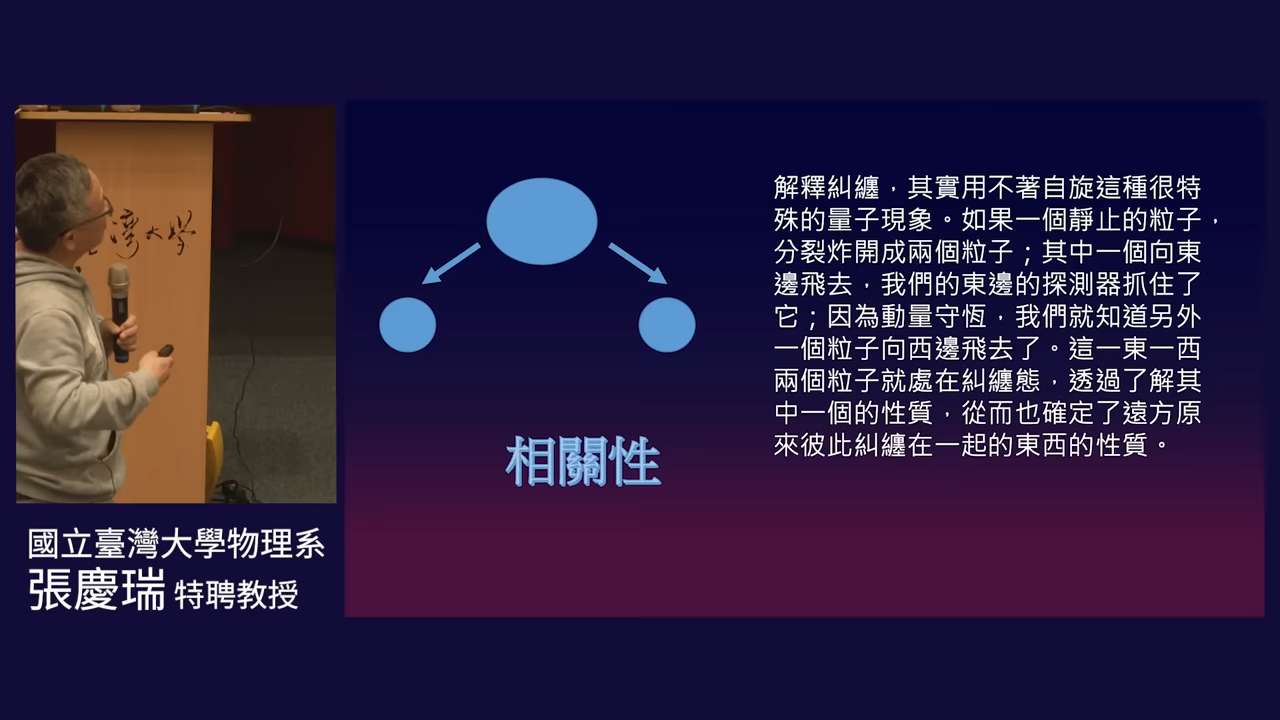 灣大學
國立臺灣大學物理系
張慶瑞 特聘教授
相關性
解釋糾纏，其實用不著自旋這種很特
殊的量子現象。如果一個靜止的粒子，
分裂炸開成兩個粒子；其中一個向東
邊飛去，我們的東邊的探測器抓住了
它；因為動量守恆，我們就知道另外
一個粒子向西邊飛去了。這一東一西
兩個粒子就處在糾纏態，透過了解其
中一個的性質，從而也確定了遠方原
來彼此糾纏在一起的東西的性質。